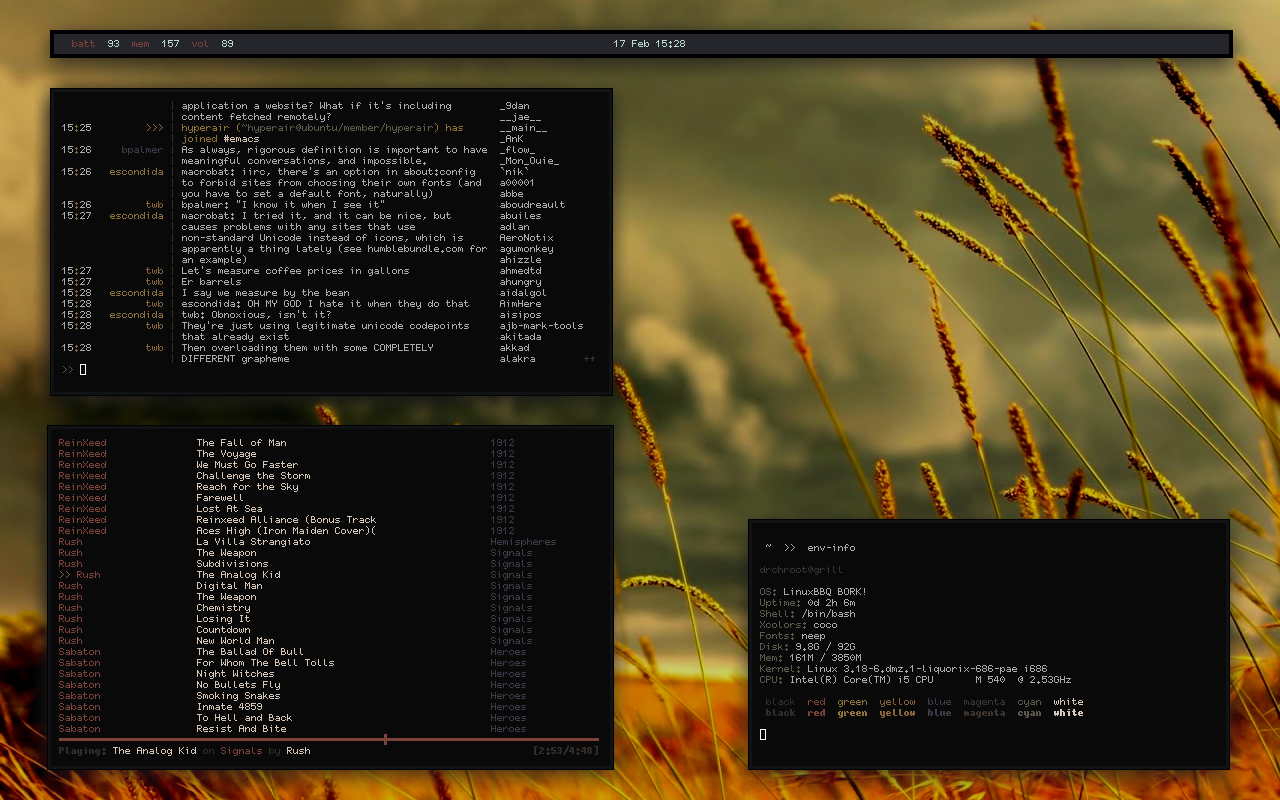 batt 93 mem 157 vol 89 17 Feb 15:28
application a website? What if it's including _9dan
content fetched remotely? __jae__
15:25 >>> hyperair (~hyperair@ubuntu/member/hyperair) has __main__
joined #emacs _AnK
15:26 bpalmer As always, rigorous definition is important to have _flow_
meaningful conversations, and impossible. _Mon_Ouie_
15:26 escondida macrobat: iirc, there's an option in about:config `nik`
to forbid sites from choosing their own fonts (and a00001
you have to set a default font, naturally) abbe
15:26 twb bpalmer: "I know it when I see it" aboudreault
15:27 escondida macrobat: I tried it, and it can be nice, but abuiles
causes problems with any sites that use adlan
non-standard Unicode instead of icons, which is AeroNotix
apparently a thing lately (see humblebundle.com for agumonkey
an example) ahizzle
15:27 twb Let's measure coffee prices in gallons ahmedtd
15:27 twb Er barrels ahungry
15:28 escondida I say we measure by the bean aidalgol
15:28 twb escondida: OH MY GOD I hate it when they do that AimHere
15:28 escondida twb: Obnoxious, isn't it? aisipos
15:28 twb They're just using legitimate unicode codepoints ajb-mark-tools
that already exist akitada
15:28 twb Then overloading them with some COMPLETELY akkad
DIFFERENT grapheme alakra ++
>>
ReinXeed The Fall of Man 1912
ReinXeed The Voyage 1912
ReinXeed We Must Go Faster 1912
ReinXeed Challenge the Storm 1912
ReinXeed Reach for the Sky 1912
ReinXeed Farewell 1912
ReinXeed Lost At Sea 1912
ReinXeed Reinxeed Alliance (Bonus Track 1912
ReinXeed Aces High (Iron Maiden Cover)( 1912
Rush La Villa Strangiato Hemispheres
Rush The Weapon Signals
Rush Subdivisions Signals
>> Rush The Analog Kid Signals
Rush Digital Man Signals
Rush The Weapon Signals
Rush Chemistry Signals
Rush Losing It Signals
Rush Countdown Signals
Rush New World Man Signals
Sabaton The Ballad Of Bull Heroes
Sabaton For Whom The Bell Tolls Heroes
Sabaton Night Witches Heroes
Sabaton No Bullets Fly Heroes
Sabaton Smoking Snakes Heroes
Sabaton Inmate 4859 Heroes
Sabaton To Hell and Back Heroes
Sabaton Resist And Bite Heroes
Playing: The Analog Kid on Signals by Rush [2:53/4:48]
~ >> env-info
drchroot@grill
OS: LinuxBBQ BORK!
Uptime: 0d 2h 6m
Shell: /bin/bash
Xcolors: coco
Fonts: neep
Disk: 9.8G / 92G
Mem: 161M / 3850M
Kernel: Linux 3.18-6.dmz.1-liquorix-686-pae i686
CPU: Intel(R) Core(TM) i5 CPU M 540 @ 2.53GHz
black red green yellow blue magenta cyan white
black red green yellow blue magenta cyan white